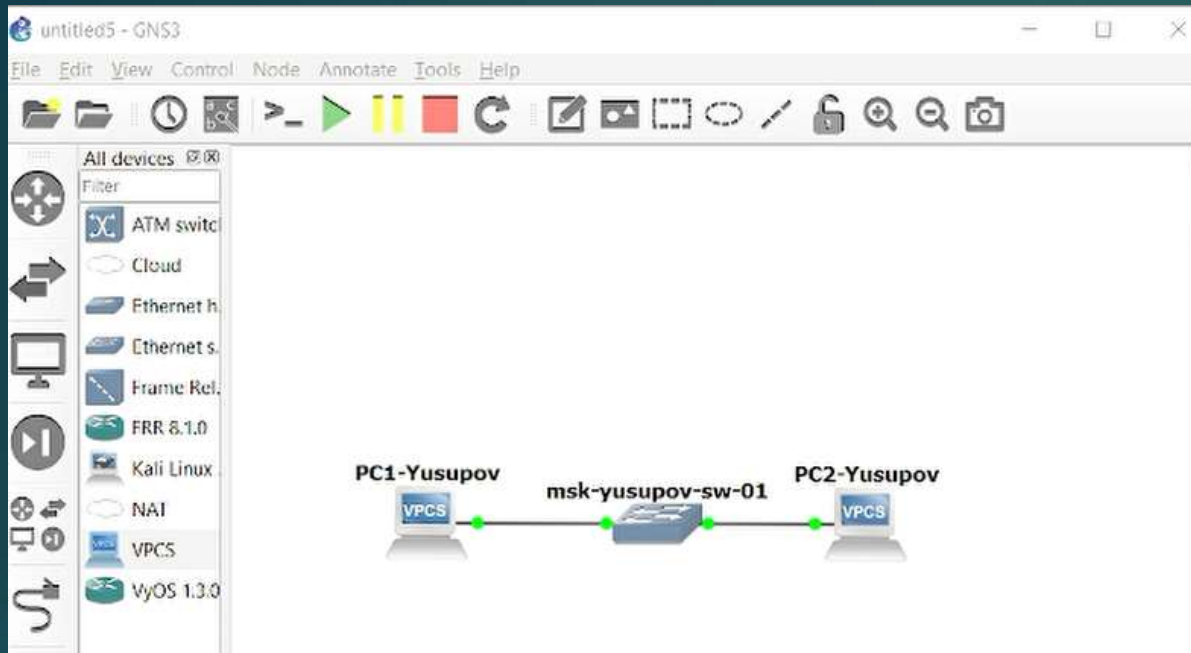 untitled5 - GNS3
File Edit View Control Node Annotate Tools Help
All devices
Filter
ATM switc
Cloud
Ethernet h.
Ethernet s.
Frame Rel.
FRR 8.1.0
Kali Linux .
NAT
VPCS
VyOS 1.3.0
PC1-Yusupov
msk-yusupov-sw-01
PC2-Yusupov
VPCS
VPCS